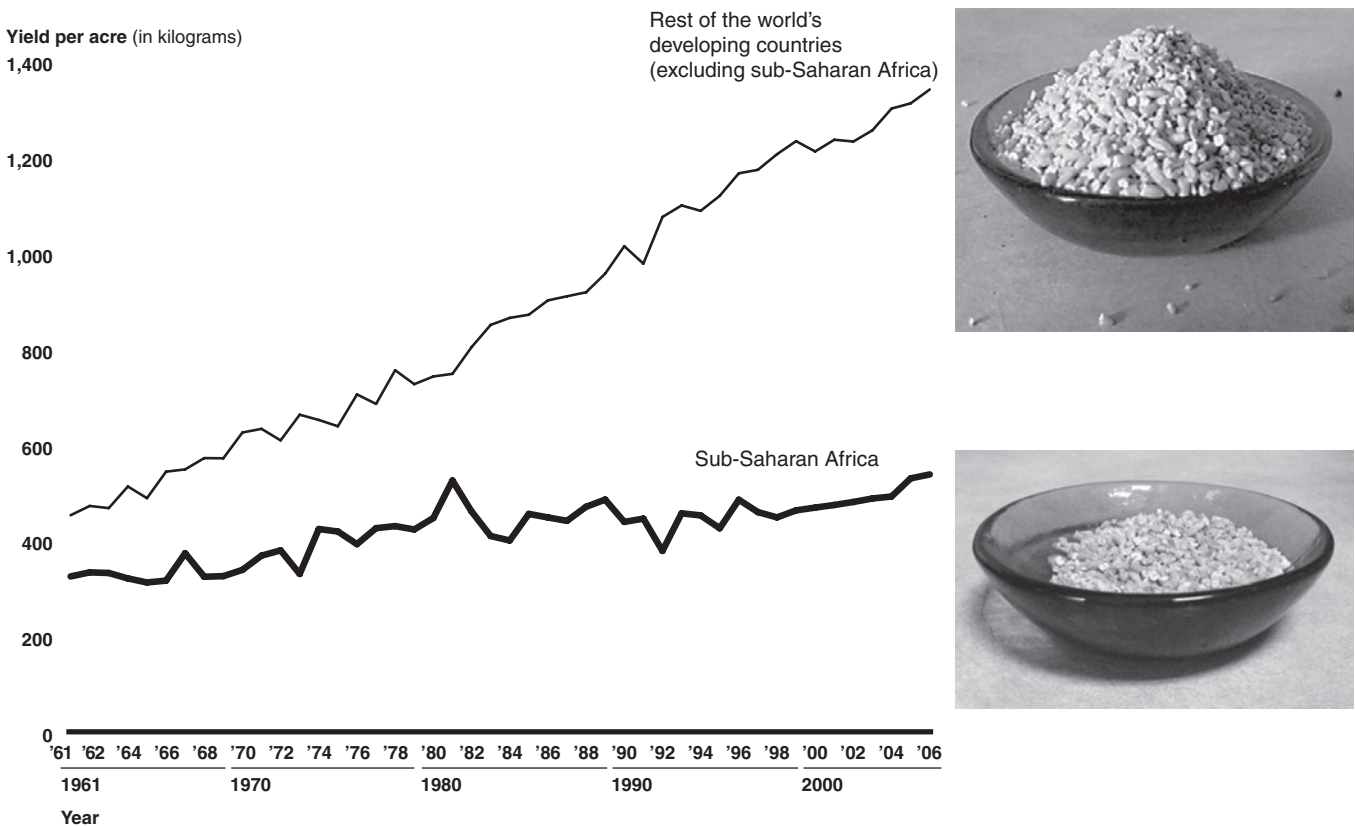 Yield per acre (in kilograms)
Rest of the world's
developing countries
(excluding sub-Saharan Africa)
1,400
1,200
1,000
800
600
Sub-Saharan Africa
400
200
0
'61 '62 '64 '66 '68 '70 '72 '74 '76 '78 '80 '82 '84 '86 '88 '90 '92 '94 '96 '98 '00 '02 '04 '06
1961 1970 1980 1990 2000
Year